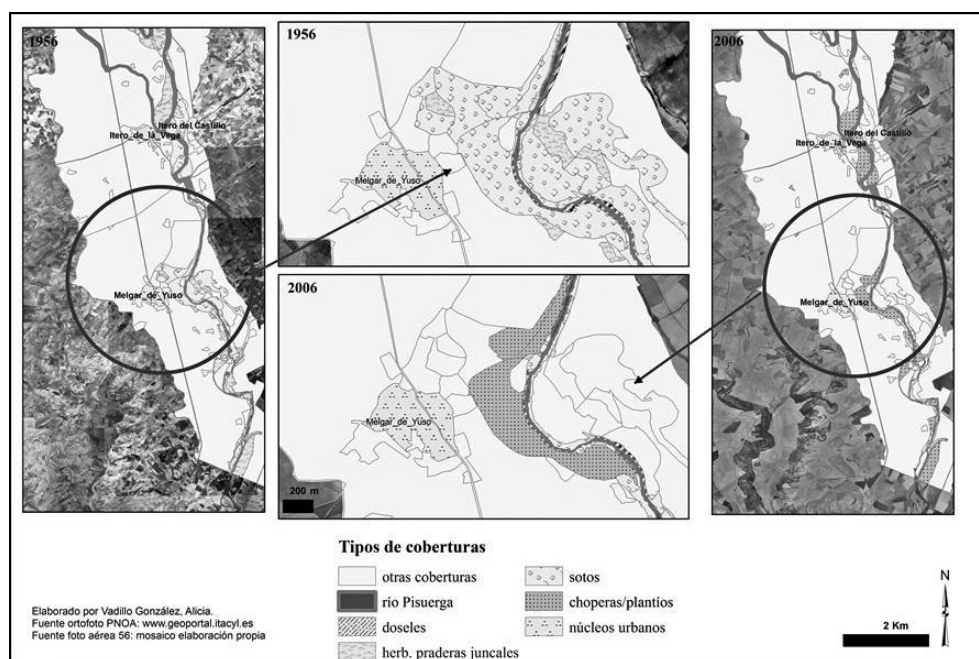 1956
Itero del Castillo
Itero_de_la_Vega
Melgar_de_Yuso
1956
Melgar_de_Yuso
2006
Melgar_de_Yuso
200 m
2006
Itero del Castillo
Itero_de_la_Vega
Melgar_de_Yuso
Tipos de coberturas
otras coberturas
río Pisuerga
doseles
herb. praderas juncales
sotos
choperas/plantíos
núcleos urbanos
Elaborado por Vadillo González, Alicia.
Fuente ortofoto PNOA: www.geoportal.itacyl.es
Fuente foto aérea 56: mosaico elaboración propia
N
2 Km